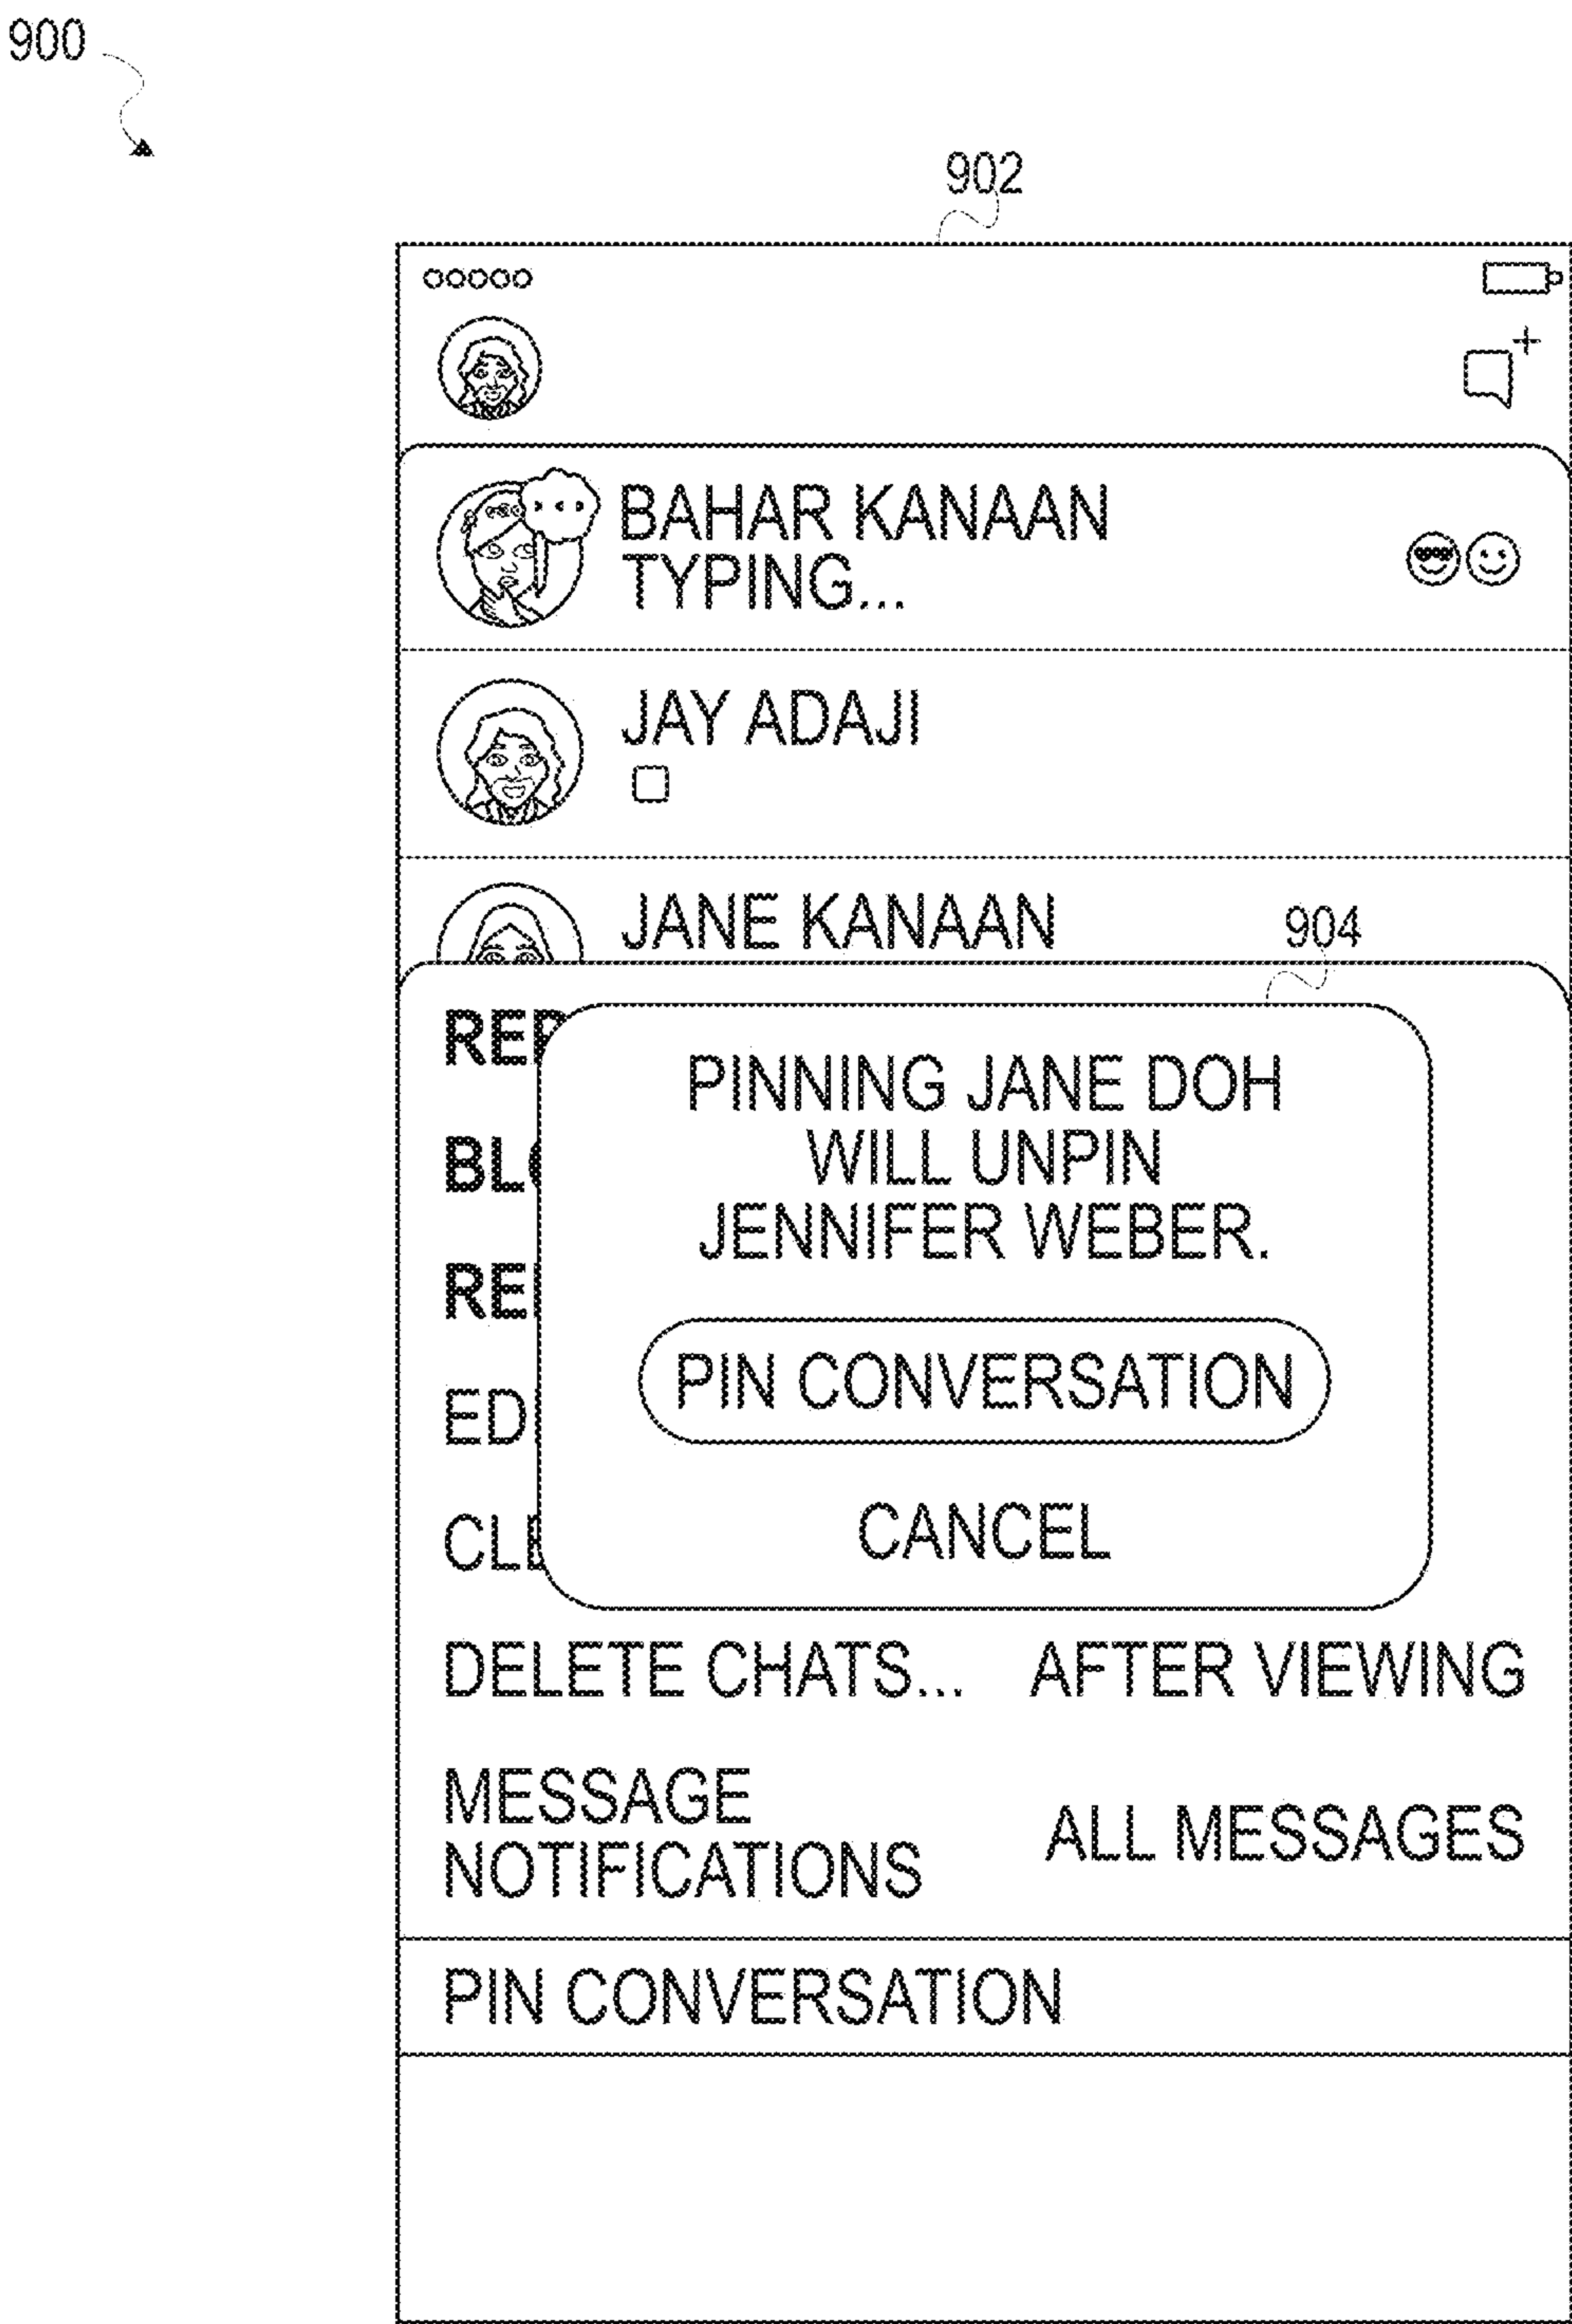 900
902
BAHAR KANAAN
TYPING...
JAY ADAJI
JANE KANAAN
904
PINNING JANE DOH
WILL UNPIN
JENNIFER WEBER.
PIN CONVERSATION
CANCEL
DELETE CHATS... AFTER VIEWING
MESSAGE
NOTIFICATIONS
ALL MESSAGES
PIN CONVERSATION